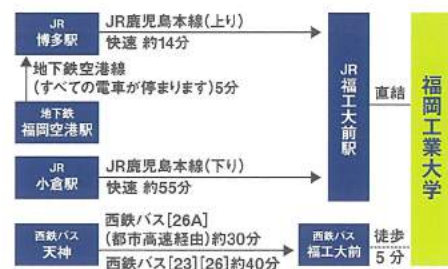 JR
博多駅
JR鹿児島本線(上り)
快速 約14分
地下鉄空港線
(すべての電車が停まります)5分
地下鉄
福岡空港駅
JR
小倉駅
JR鹿児島本線(下り)
快速 約55分
JR
福工大前駅
直結
福岡工業大学
西鉄バス
天神
西鉄バス[26A]
(都市高速経由)約30分
西鉄バス[23][26]約40分
西鉄バス
福工大前
徒歩
5分